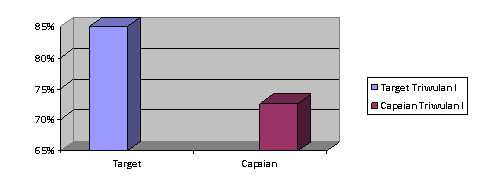 85%
80%
75%
70%
65%
Target
Capaian
Target Triwulan I
Capaian Triwulan I